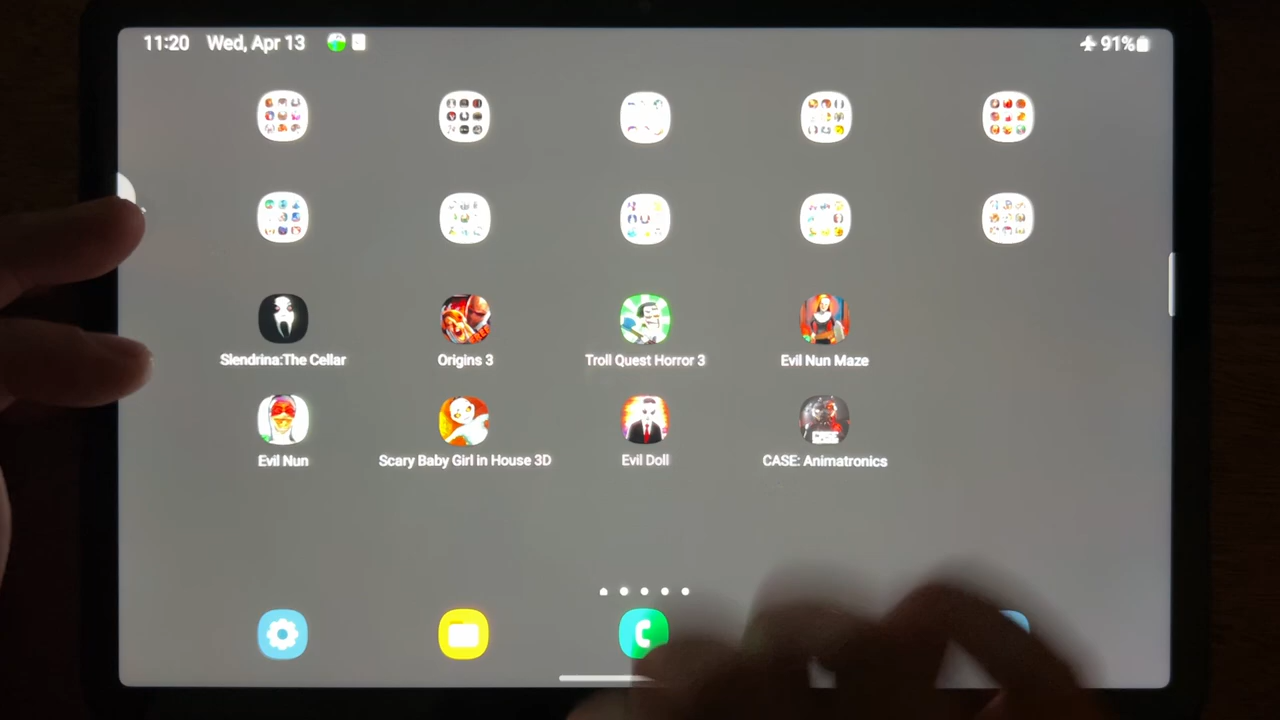 11:20 Wed, Apr 13 91%
Slendrina:The Cellar Origins 3 Troll Quest Horror 3 Evil Nun Maze
Evil Nun Scary Baby Girl in House 3D Evil Doll CASE: Animatronics